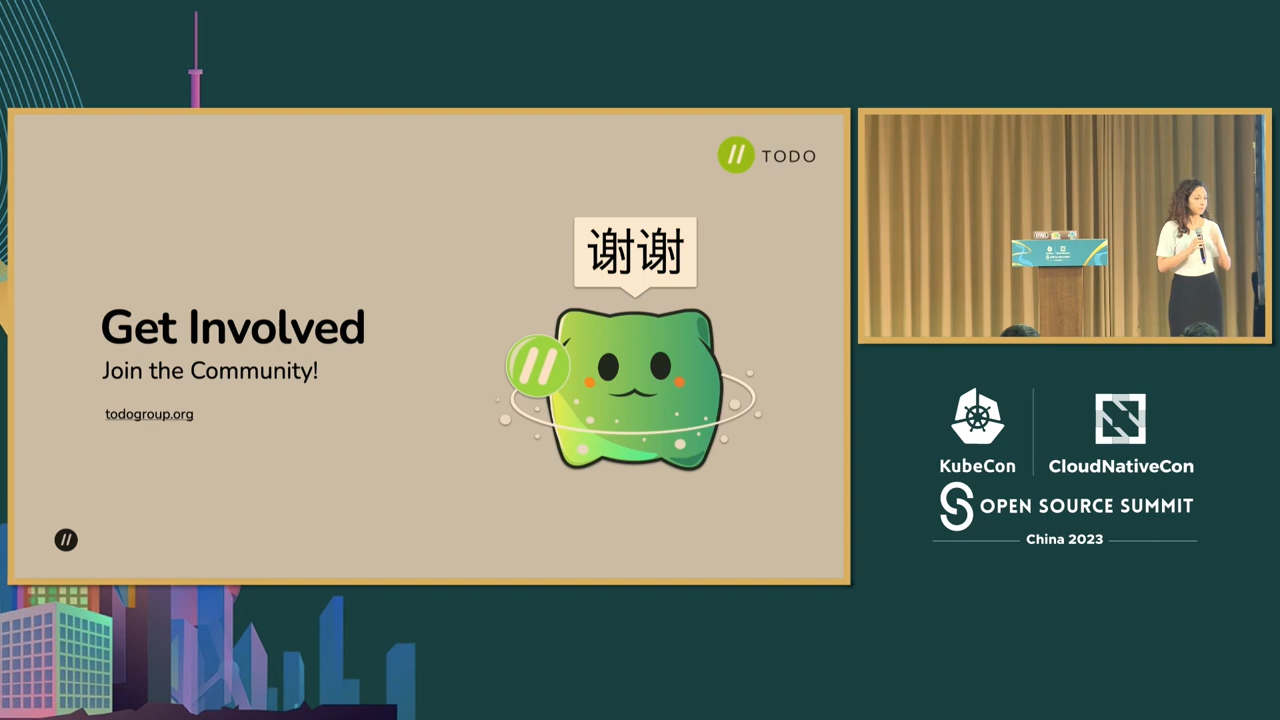 TODO
谢谢
Get Involved
Join the Community!
todogroup.org
KubeCon
CloudNativeCon
OPEN SOURCE SUMMIT
China 2023